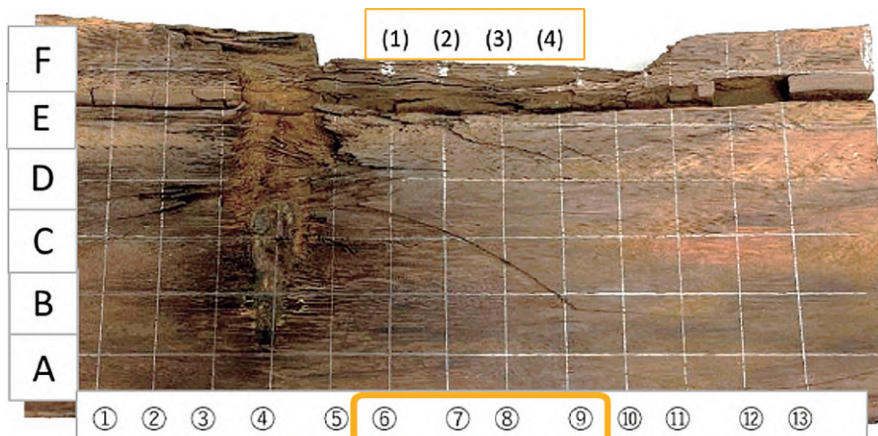 (1) (2) (3) (4)
F
E
D
C
B
A
① ② ③ ④ ⑤ ⑥ ⑦ ⑧ ⑨ ⑩ ⑪ ⑫ ⑬